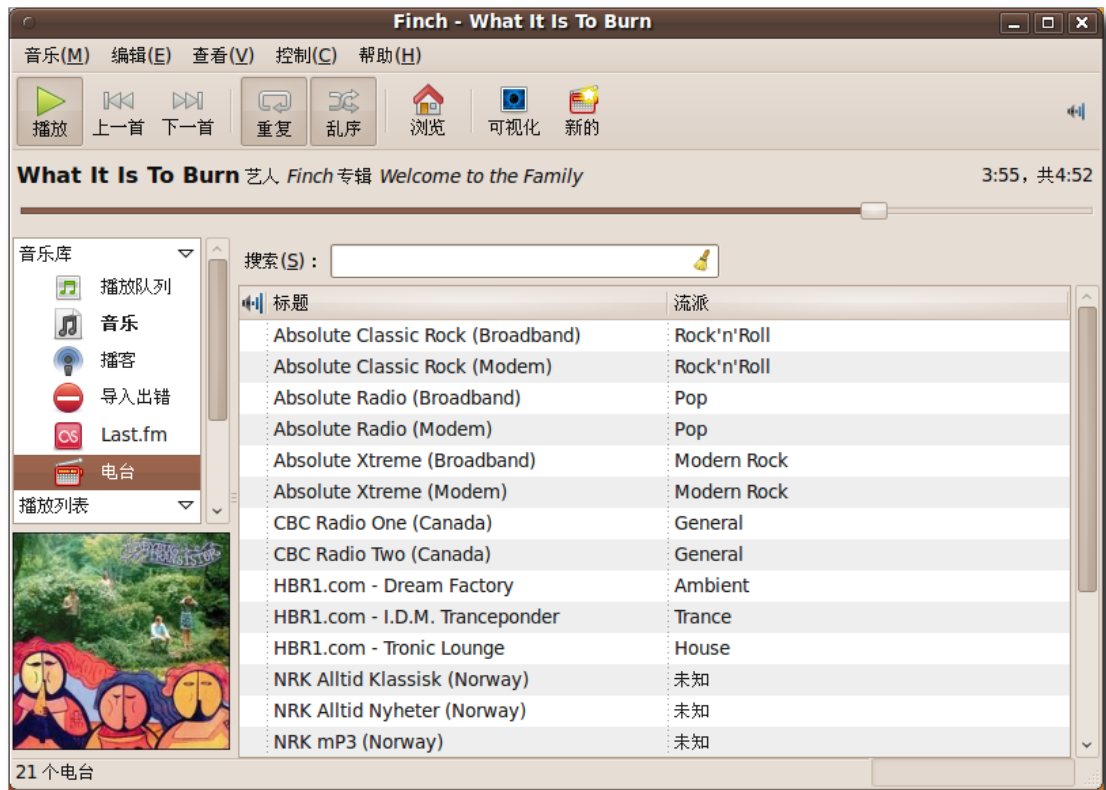 Finch - What It Is To Burn
音乐(M) 编辑(E) 查看(V) 控制(C) 帮助(H)
播放 上一首 下一首 重复 乱序 浏览 可视化 新的
What It Is To Burn 艺人 Finch 专辑 Welcome to the Family 3:55，共4:52
音乐库
播放队列
音乐
播客
导入出错
Last.fm
电台
播放列表
搜索(S)：
标题 流派
Absolute Classic Rock (Broadband) Rock'n'Roll
Absolute Classic Rock (Modem) Rock'n'Roll
Absolute Radio (Broadband) Pop
Absolute Radio (Modem) Pop
Absolute Xtreme (Broadband) Modern Rock
Absolute Xtreme (Modem) Modern Rock
CBC Radio One (Canada) General
CBC Radio Two (Canada) General
HBR1.com - Dream Factory Ambient
HBR1.com - I.D.M. Tranceponder Trance
HBR1.com - Tronic Lounge House
NRK Alltid Klassisk (Norway) 未知
NRK Alltid Nyheter (Norway) 未知
NRK mP3 (Norway) 未知
21 个电台